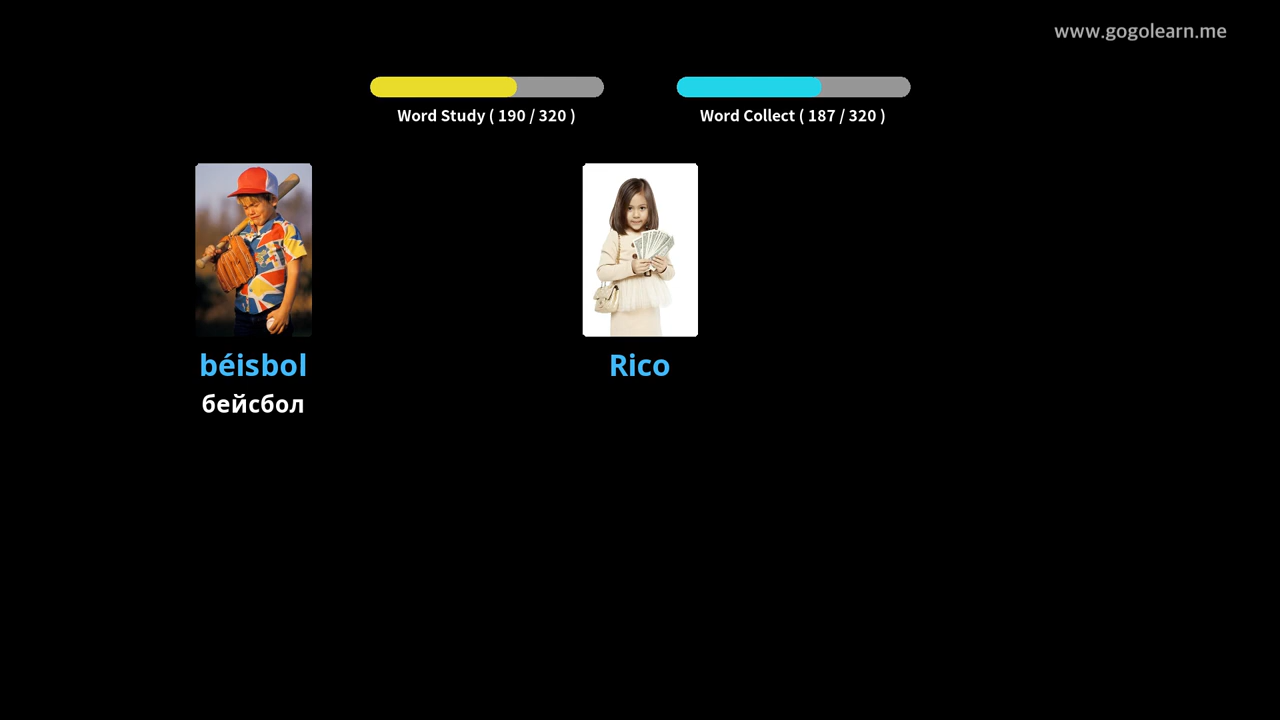 www.gogolearn.me
Word Study ( 190 / 320 )
Word Collect ( 187 / 320 )
béisbol
бейсбол
Rico